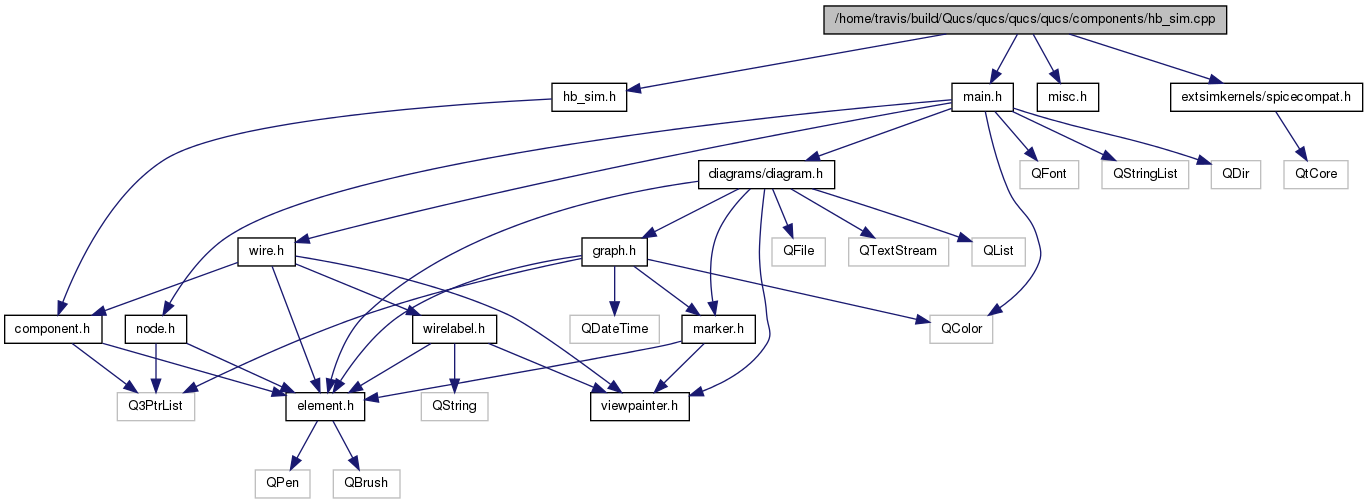 /home/travis/build/Qucs/qucs/qucs/qucs/components/hb_sim.cpp
hb_sim.h
main.h
misc.h
extsimkernels/spicecompat.h
diagrams/diagram.h
QFont
QStringList
QDir
QtCore
wire.h
graph.h
QFile
QTextStream
QList
component.h
node.h
wirelabel.h
QDateTime
marker.h
QColor
Q3PtrList
element.h
QString
viewpainter.h
QPen
QBrush